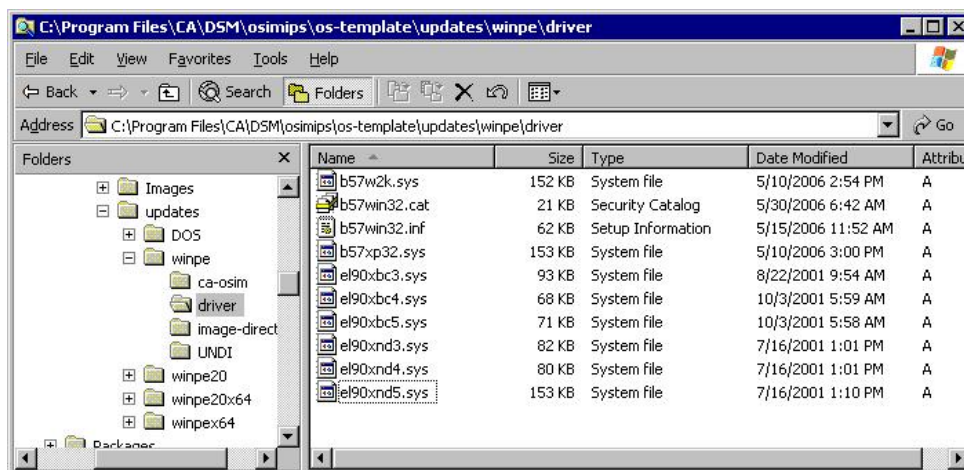 C:\Program Files\CA\DSM\osimips\os-template\updates\winpe\driver
File Edit View Favorites Tools Help
Back Search Folders
Address C:\Program Files\CA\DSM\osimips\os-template\updates\winpe\driver Go
Folders
Images
updates
DOS
winpe
ca-osim
driver
image-direct
UNDI
winpe20
winpe20x64
winpex64
Packages
Name Size Type Date Modified Attribu
b57w2k.sys 152 KB System file 5/10/2006 2:54 PM A
b57win32.cat 21 KB Security Catalog 5/30/2006 6:42 AM A
b57win32.inf 62 KB Setup Information 5/15/2006 11:52 AM A
b57xp32.sys 153 KB System file 5/10/2006 3:00 PM A
el90xbc3.sys 93 KB System file 8/22/2001 9:54 AM A
el90xbc4.sys 68 KB System file 10/3/2001 5:59 AM A
el90xbc5.sys 71 KB System file 10/3/2001 5:58 AM A
el90xnd3.sys 82 KB System file 7/16/2001 1:01 PM A
el90xnd4.sys 80 KB System file 7/16/2001 1:01 PM A
el90xnd5.sys 153 KB System file 7/16/2001 1:10 PM A